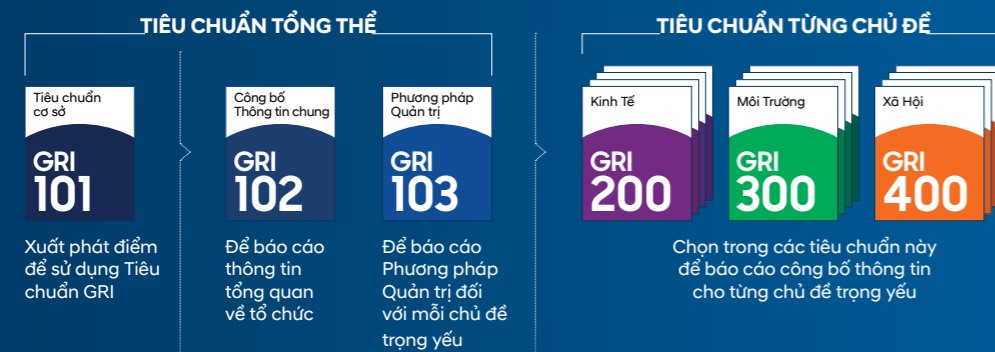 TIÊU CHUẨN TỔNG THỂ
TIÊU CHUẨN TỪNG CHỦ ĐỀ
Tiêu chuẩn
cơ sở
GRI
101
Xuất phát điểm
để sử dụng Tiêu
chuẩn GRI
Công bố
Thông tin chung
GRI
102
Để báo cáo
thông tin
tổng quan
về tổ chức
Phương pháp
Quản trị
GRI
103
Để báo cáo
Phương pháp
Quản trị đối
với mỗi chủ đề
trọng yếu
Kinh Tế
GRI
200
Môi Trường
GRI
300
Xã Hội
GRI
400
Chọn trong các tiêu chuẩn này
để báo cáo công bố thông tin
cho từng chủ đề trọng yếu